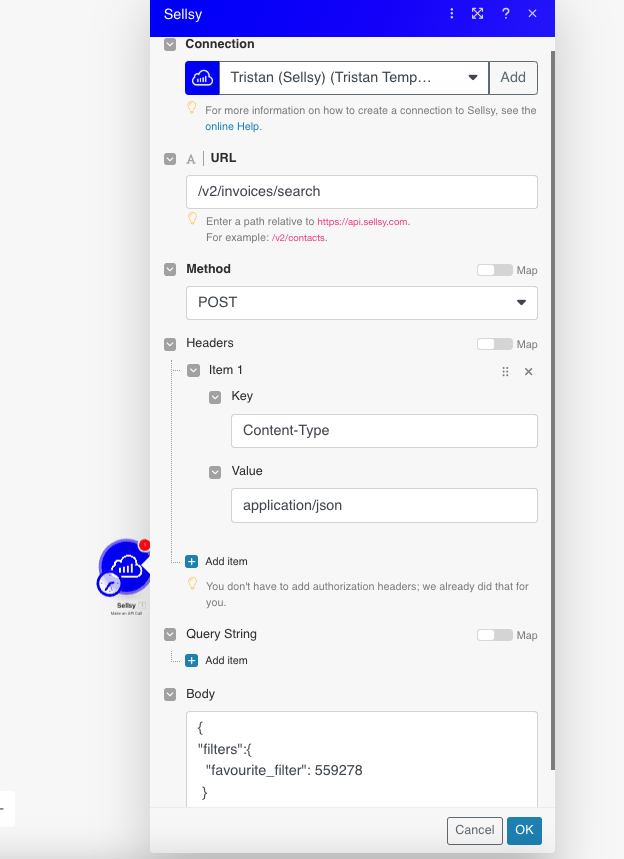 Sellsy
?
Connection
Tristan (Sellsy) (Tristan Temp...
Add
For more information on how to create a connection to Sellsy, see the
online Help.
A
URL
/v2/invoices/search
Enter a path relative to https://api.sellsy.com.
For example: /v2/contacts.
Method
Map
POST
Headers
Map
Item 1
Key
Content-Type
Value
application/json
Add item
You don't have to add authorization headers; we already did that for
you.
Query String
Map
Add item
Body
{
"filters":{
"favourite_filter": 559278
}
Cancel
OK
Sellsy
Make an API Call